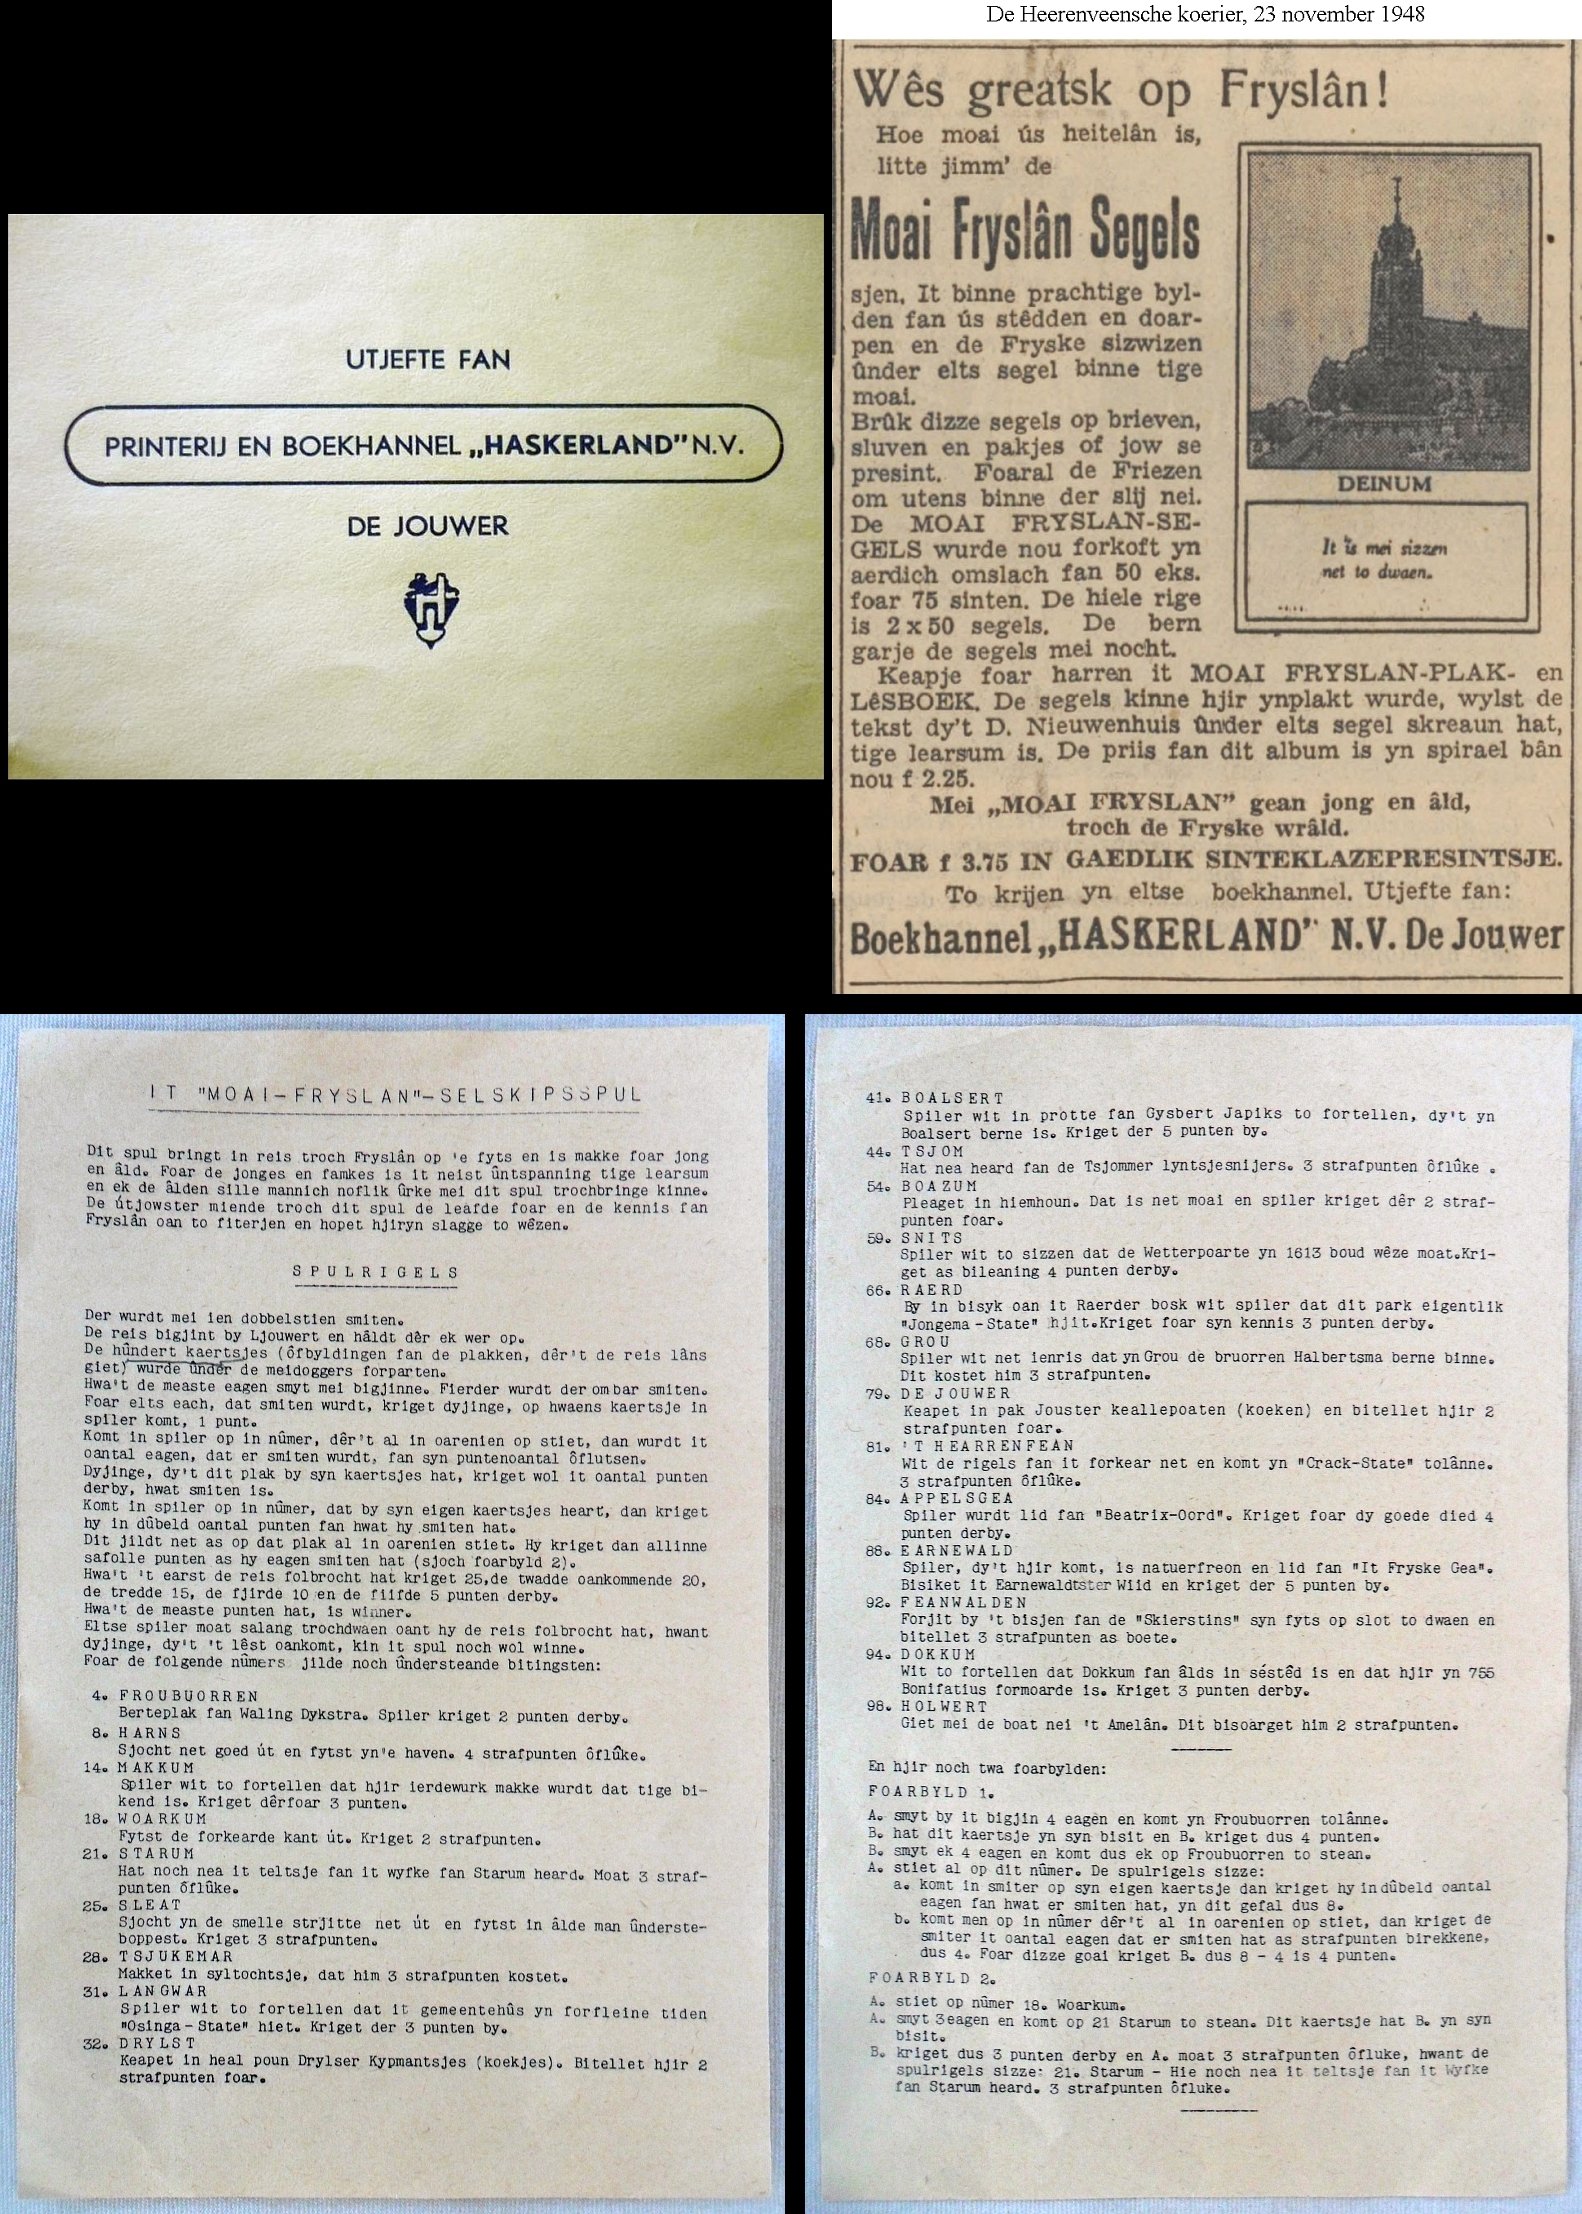 UTJEFTE FAN
PRINTERIJ EN BOEKHANNEL „HASKERLAND” N.V.
DE JOUWER
De Heerenveensche koerier, 23 november 1948
Wês greatsk op Fryslân!
Hoe moai ús heitelân is,
litte jimm' de
Moai Fryslân Segels
sjen. It binne prachtige byl-
den fan ús stêdden en doar-
pen en de Fryske sizwizen
ûnder elts segel binne tige
moai.
Brûk dizze segels op brieven,
sluven en pakjes of jow se
presint. Foaral de Friezen
om utens binne der slij nei.
De MOAI FRYSLAN-SE-
GELS wurde nou forkoft yn
aerdich omslach fan 50 eks.
foar 75 sinten. De hiele rige
is 2 x 50 segels. De bern
garje de segels mei nocht.
DEINUM
It is mei sizzen
net to dwaen.
Keapje foar harren it MOAI FRYSLAN-PLAK- en
LêSBOEK. De segels kinne hjir ynplakt wurde, wylst de
tekst dy't D. Nieuwenhuis ûnder elts segel skreaun hat,
tige learsum is. De priis fan dit album is yn spirael bân
nou f 2.25.
Mei „MOAI FRYSLAN” gean jong en âld,
troch de Fryske wrâld.
FOAR f 3.75 IN GAEDLIK SINTEKLAZEPRESINTSJE.
To krijen yn eltse boekhannel. Utjefte fan:
Boekhannel „HASKERLAND” N.V. De Jouwer
IT "MOAI-FRYSLAN"-SELSKIPSSPUL
Dit spul bringt in reis troch Fryslân op 'e fyts en is makke foar jong
en âld. Foar de jonges en famkes is it neist ûntspanning tige learsum
en ek de âlden sille mannich noflik ûrke mei dit spul trochbringe kinne.
De útjowster miende troch dit spul de leafde foar en de kennis fan
Fryslân oan to fiterjen en hopet hjiryn slagge to wêzen.
SPULRIGELS
Der wurdt mei ien dobbelstien smiten.
De reis bigjint by Ljouwert en hâldt dêr ek wer op.
De hûndert kaertsjes (ôfbyldingen fan de plakken, dêr't de reis lâns
giet) wurde ûnder de meidoggers forparten.
Hwa't de measte eagen smyt mei bigjinne. Fierder wurdt der om bar smiten.
Foar elts each, dat smiten wurdt, kriget dyjinge, op hwaens kaertsje in
spiler komt, 1 punt.
Komt in spiler op in nûmer, dêr't al in oarenien op stiet, dan wurdt it
oantal eagen, dat er smiten wurdt, fan syn puntenoantal ôflutsen.
Dyjinge, dy't dit plak by syn kaertsjes hat, kriget wol it oantal punten
derby, hwat smiten is.
Komt in spiler op in nûmer, dat by syn eigen kaertsjes heart, dan kriget
hy in dûbeld oantal punten fan hwat hy smiten hat.
Dit jildt net as op dat plak al in oarenien stiet. Hy kriget dan allinne
safolle punten as hy eagen smiten hat (sjoch foarbyld 2).
Hwa't 't earst de reis folbrocht hat kriget 25, de twadde oankommende 20,
de tredde 15, de fjirde 10 en de fiifde 5 punten derby.
Hwa't de measte punten hat, is winner.
Eltse spiler moat salang trochdwaen oant hy de reis folbrocht hat, hwant
dyjinge, dy't 't lêst oankomt, kin it spul noch wol winne.
Foar de folgende nûmers jilde noch ûndersteande bitingsten:
4. FROUBUORREN
Berteplak fan Waling Dykstra. Spiler kriget 2 punten derby.
8. HARNS
Sjocht net goed út en fytst yn'e haven. 4 strafpunten ôflûke.
14. MAKKUM
Spiler wit to fortellen dat hjir ierdewurk makke wurdt dat tige bi-
kend is. Kriget dêrfoar 3 punten.
18. WOARKUM
Fytst de forkearde kant út. Kriget 2 strafpunten.
21. STARUM
Hat noch nea it teltsje fan it wyfke fan Starum heard. Moat 3 straf-
punten ôflûke.
25. SLEAT
Sjocht yn de smelle strjitte net út en fytst in âlde man ûnderste-
boppest. Kriget 3 strafpunten.
28. TSJUKEMAR
Makket in syltochtsje, dat him 3 strafpunten kostet.
31. LANGWAR
Spiler wit to fortellen dat it gemeentehûs yn forfleine tiden
"Osinga-State" hiet. Kriget der 3 punten by.
32. DRYLST
Keapet in heal poun Drylser Kypmantsjes (koekjes). Bitellet hjir 2
strafpunten foar.
41. BOALSERT
Spiler wit in protte fan Gysbert Japiks to fortellen, dy't yn
Boalsert berne is. Kriget der 5 punten by.
44. TSJOM
Hat nea heard fan de Tsjommer lyntsjesnijers. 3 strafpunten ôflûke .
54. BOAZUM
Pleaget in hiemhoun. Dat is net moai en spiler kriget dêr 2 straf-
punten foar.
59. SNITS
Spiler wit to sizzen dat de Wetterpoarte yn 1613 boud wêze moat.Kri-
get as bileaning 4 punten derby.
66. RAERD
By in bisyk oan it Raerder bosk wit spiler dat dit park eigentlik
"Jongema-State" hjit.Kriget foar syn kennis 3 punten derby.
68. GROU
Spiler wit net ienris dat yn Grou de bruorren Halbertsma berne binne.
Dit kostet him 3 strafpunten.
79. DE JOUWER
Keapet in pak Jouster keallepoaten (koeken) en bitellet hjir 2
strafpunten foar.
81. 'T HEARRENFEAN
Wit de rigels fan it forkear net en komt yn "Crack-State" tolânne.
3 strafpunten ôflûke.
84. APPELSGEA
Spiler wurdt lid fan "Beatrix-Oord". Kriget foar dy goede died 4
punten derby.
88. EARNEWALD
Spiler, dy't hjir komt, is natuerfreon en lid fan "It Fryske Gea".
Bisiket it Earnewaldtster Wiid en kriget der 5 punten by.
92. FEANWALDEN
Forjit by 't bisjen fan de "Skierstins" syn fyts op slot to dwaen en
bitellet 3 strafpunten as boete.
94. DOKKUM
Wit to fortellen dat Dokkum fan âlds in séstêd is en dat hjir yn 755
Bonifatius formoarde is. Kriget 3 punten derby.
98. HOLWERT
Giet mei de boat nei 't Amelân. Dit bisoarget him 2 strafpunten.
En hjir noch twa foarbylden:
FOARBYLD 1.
A. smyt by it bigjin 4 eagen en komt yn Froubuorren tolânne.
B. hat dit kaertsje yn syn bisit en B. kriget dus 4 punten.
B. smyt ek 4 eagen en komt dus ek op Froubuorren to stean.
A. stiet al op dit nûmer. De spulrigels sizze:
a. komt in smiter op syn eigen kaertsje dan kriget hy in dûbeld oantal
eagen fan hwat er smiten hat, yn dit gefal dus 8.
b. komt men op in nûmer dêr't al in oarenien op stiet, dan kriget de
smiter it oantal eagen dat er smiten hat as strafpunten birekkene,
dus 4. Foar dizze goai kriget B. dus 8 - 4 is 4 punten.
FOARBYLD 2.
A. stiet op nûmer 18. Woarkum.
A. smyt 3 eagen en komt op 21 Starum to stean. Dit kaertsje hat B. yn syn
bisit.
B. kriget dus 3 punten derby en A. moat 3 strafpunten ôfluke, hwant de
spulrigels sizze: 21. Starum - Hie noch nea it teltsje fan it Wyfke
fan Starum heard. 3 strafpunten ôfluke.